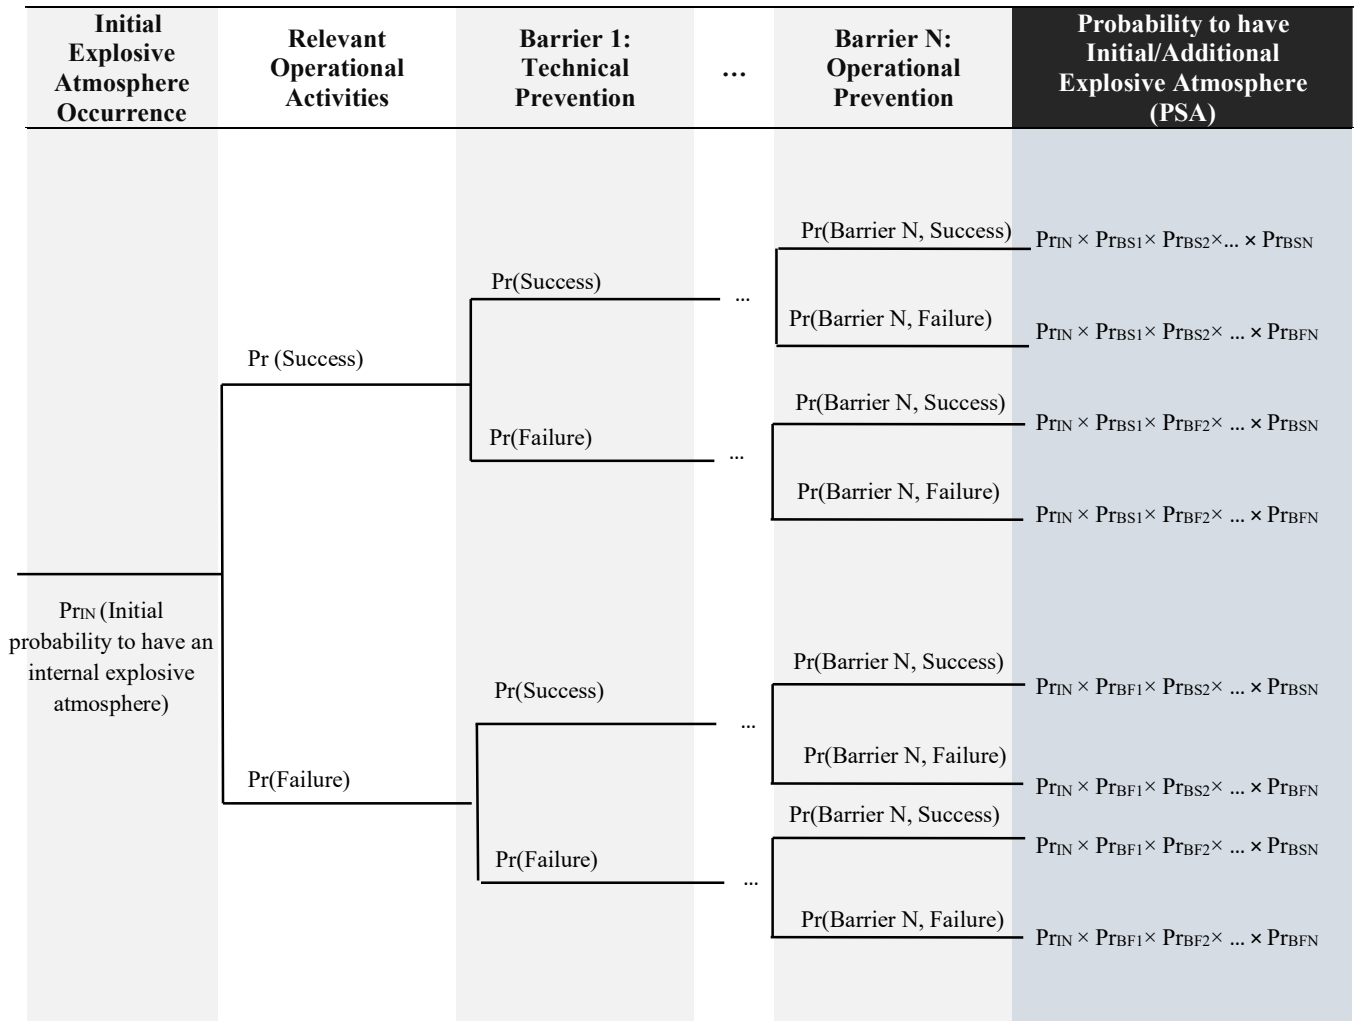 Initial
Explosive
Atmosphere
Occurrence
Relevant
Operational
Activities
Barrier 1:
Technical
Prevention
...
Barrier N:
Operational
Prevention
Probability to have
Initial/Additional
Explosive Atmosphere
(PSA)
Pr(Barrier N, Success)
PrIN × PrBS1× PrBS2×... × PrBSN
Pr(Success)
...
Pr(Barrier N, Failure)
PrIN × PrBS1× PrBS2× ... × PrBFN
Pr (Success)
Pr(Barrier N, Success)
PrIN × PrBS1× PrBF2× ... × PrBSN
Pr(Failure)
...
Pr(Barrier N, Failure)
PrIN × PrBS1× PrBF2× ... × PrBFN
PrIN (Initial
probability to have an
internal explosive
atmosphere)
Pr(Barrier N, Success)
PrIN × PrBF1× PrBS2× ... × PrBSN
Pr(Success)
...
Pr(Barrier N, Failure)
PrIN × PrBF1× PrBS2× ... × PrBFN
Pr(Failure)
Pr(Barrier N, Success)
PrIN × PrBF1× PrBF2× ... × PrBSN
Pr(Failure)
...
Pr(Barrier N, Failure)
PrIN × PrBF1× PrBF2× ... × PrBFN